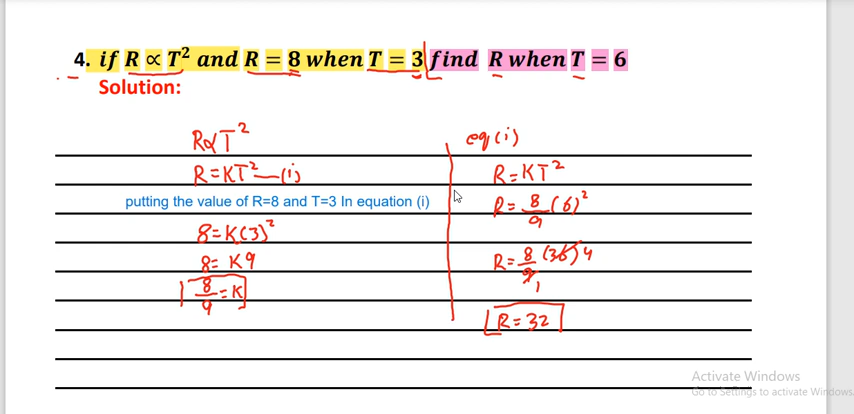 4. if R ∝ T² and R = 8 when T = 3 find R when T = 6
Solution:
R∝T²
R=KT²—(i)
putting the value of R=8 and T=3 In equation (i)
8=K(3)²
8= K9
8/9=K
eq(i)
R=KT²
R=8/9(6)²
R=8/9(36)4
1
R=32
Activate Windows
Go to Settings to activate Windows.